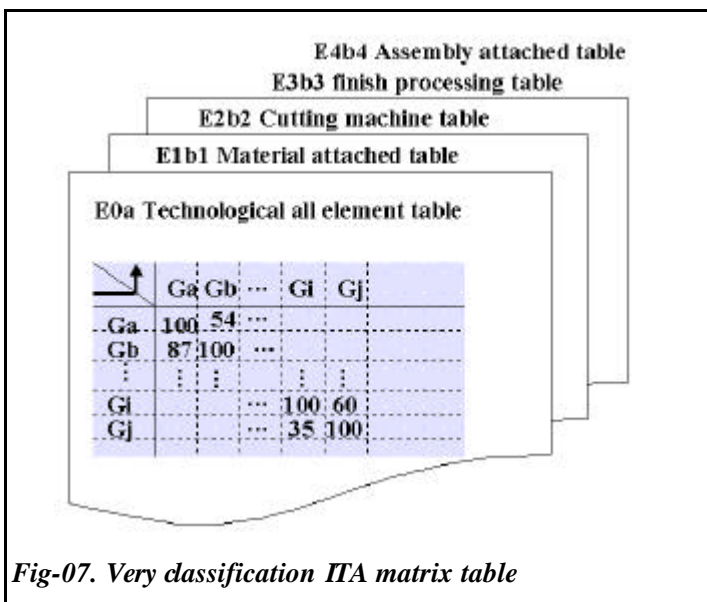 E4b4 Assembly attached table
E3b3 finish processing table
E2b2 Cutting machine table
E1b1 Material attached table
E0a Technological all element table
Ga Gb ... Gi Gj
Ga 100 54 ...
Gb 87 100 ...
⋮ ⋮ ⋮ ⋮ ⋮
Gi ... 100 60
Gj ... 35 100
Fig-07. Very classification ITA matrix table